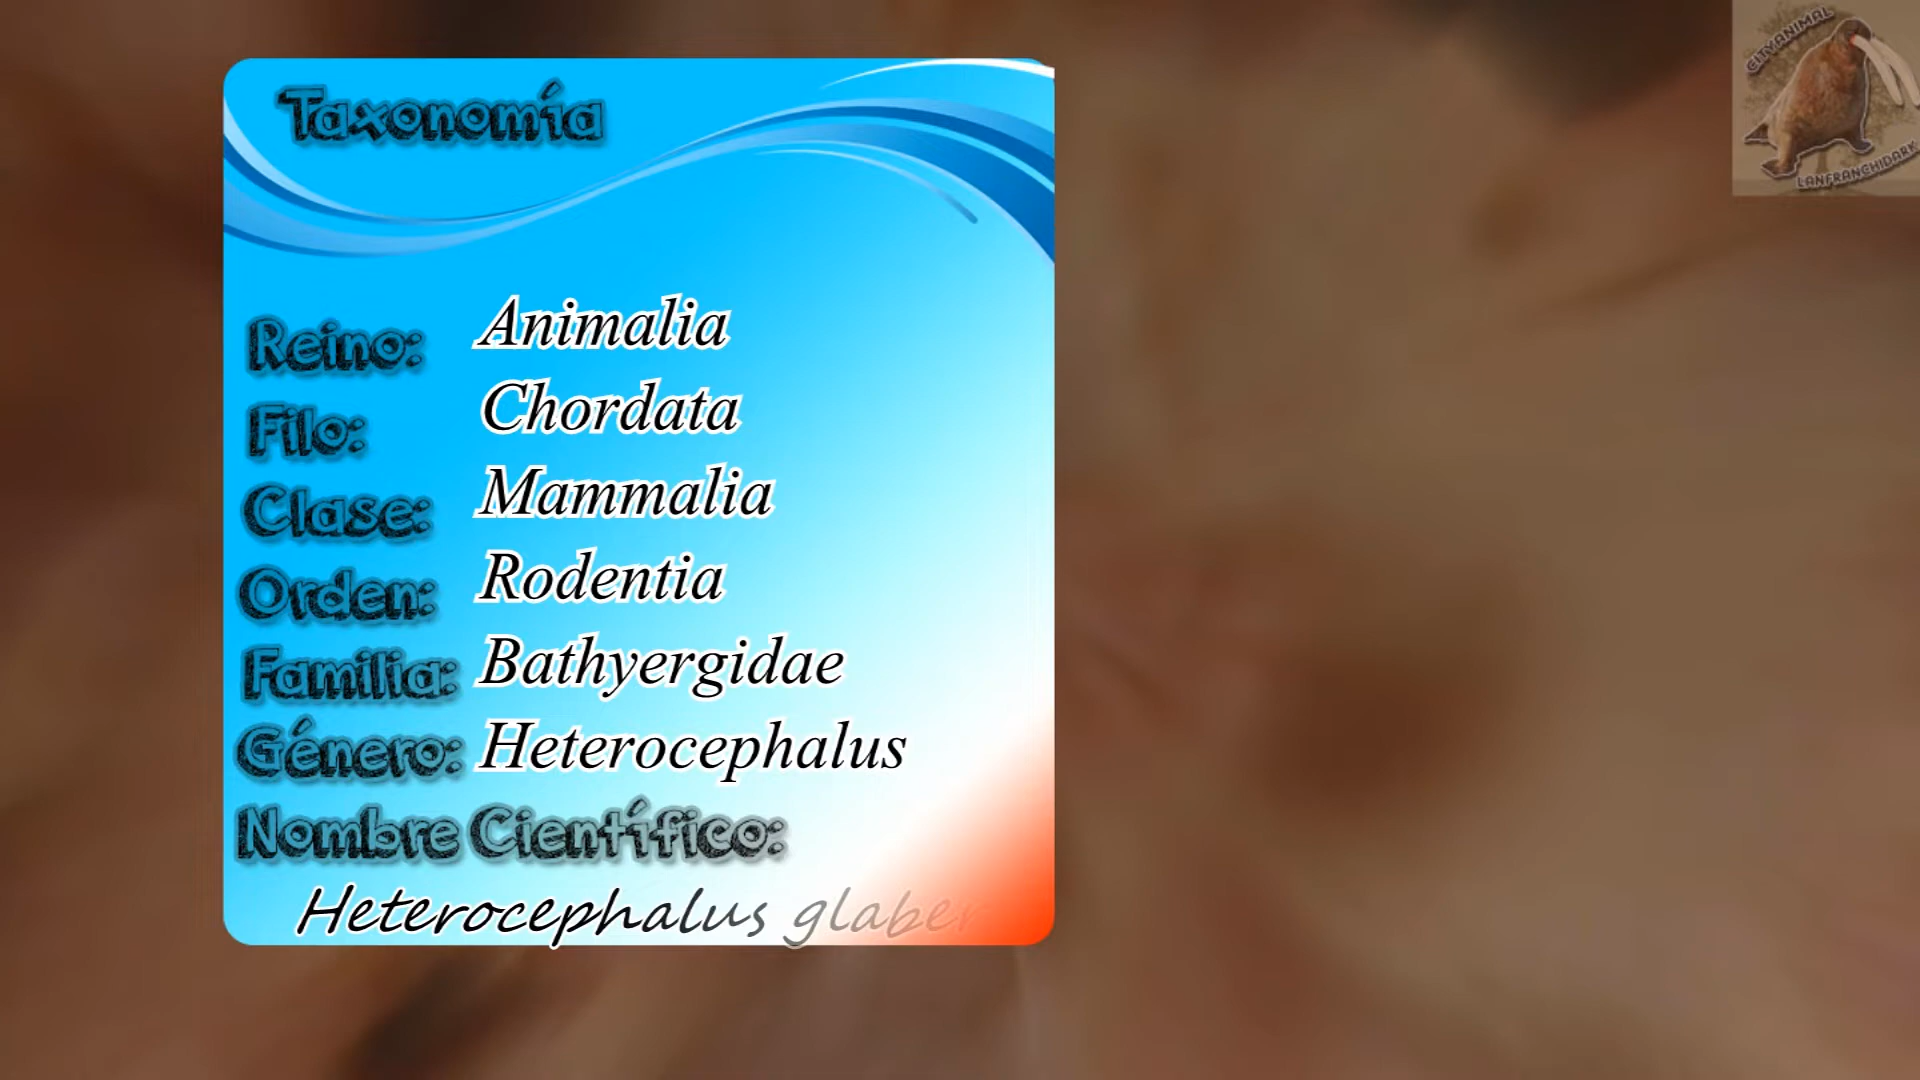 CITYANIMAL
LANFRANCHIDARK
Taxonomía
Reino: Animalia
Filo: Chordata
Clase: Mammalia
Orden: Rodentia
Familia: Bathyergidae
Género: Heterocephalus
Nombre Científico:
Heterocephalus glaber